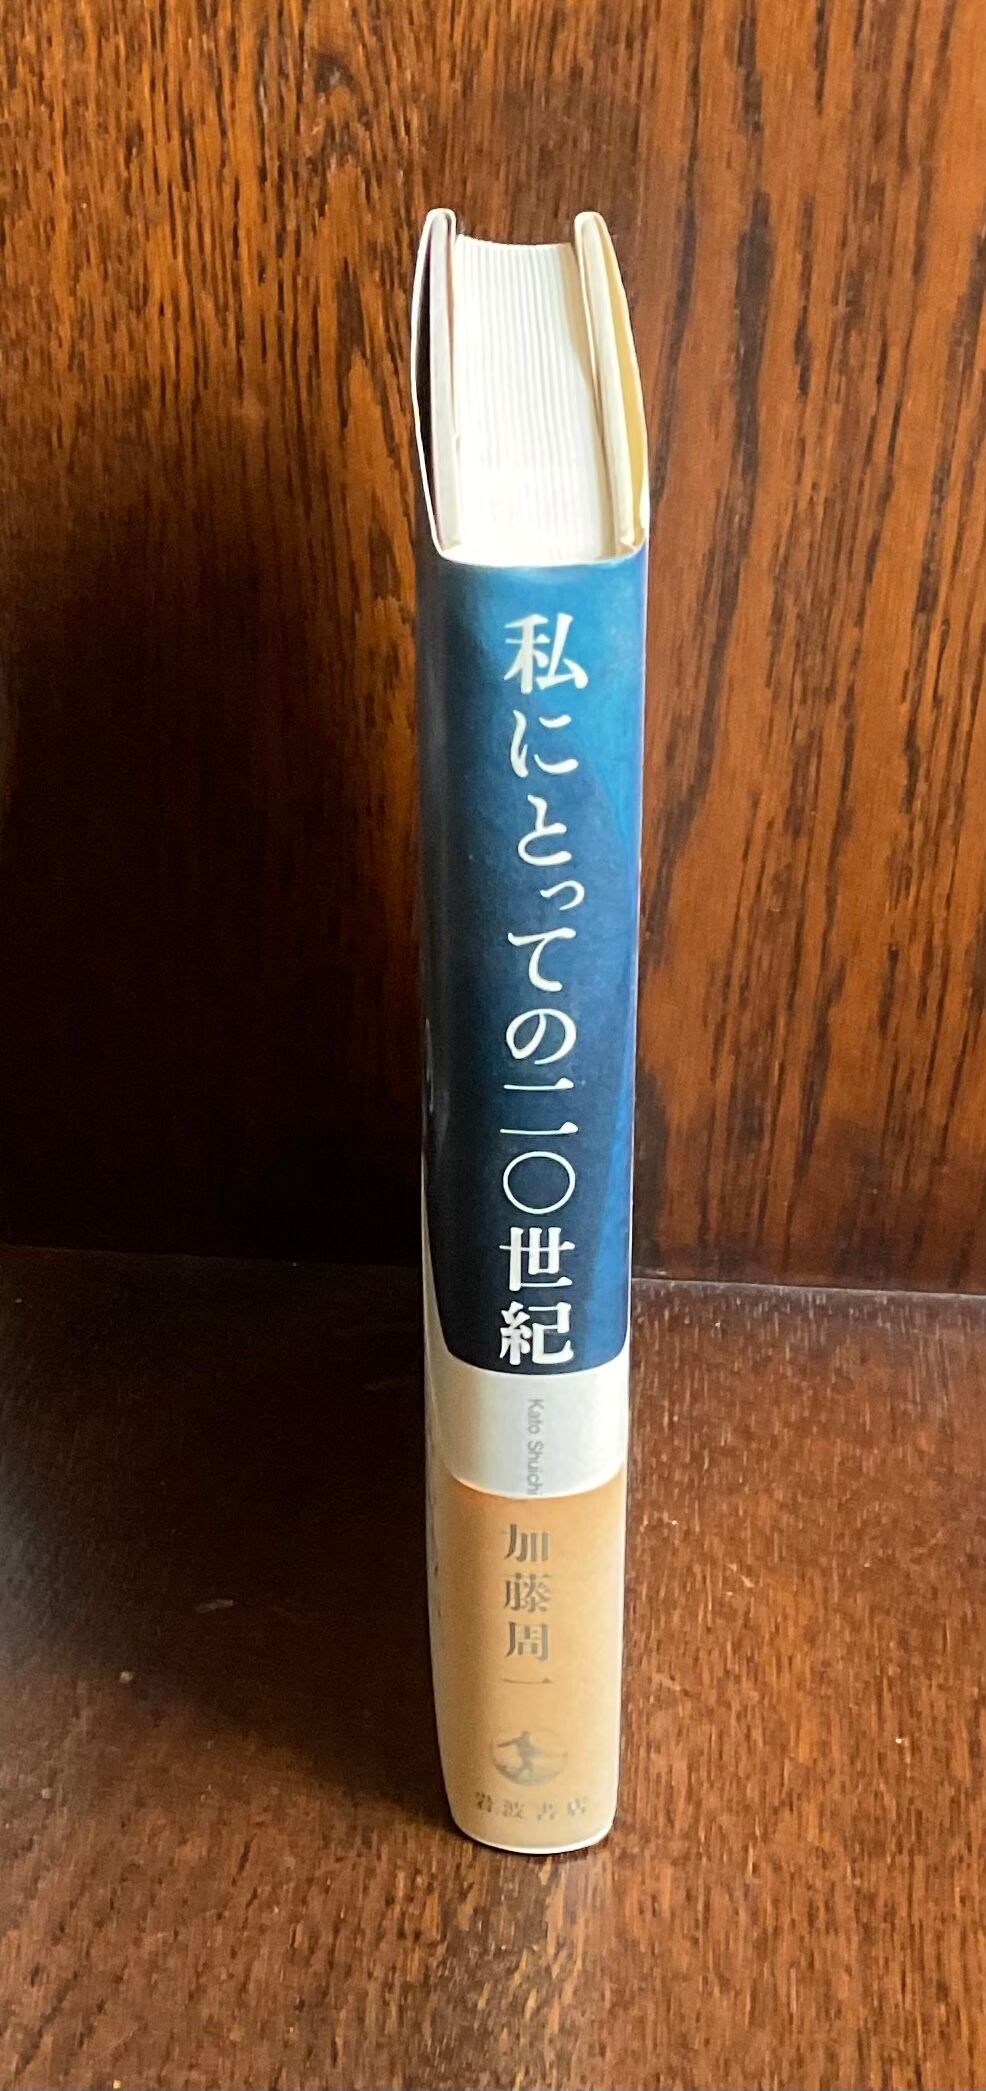 私にとっての二〇世紀
Kato Shuichi
加藤周一
岩波書店